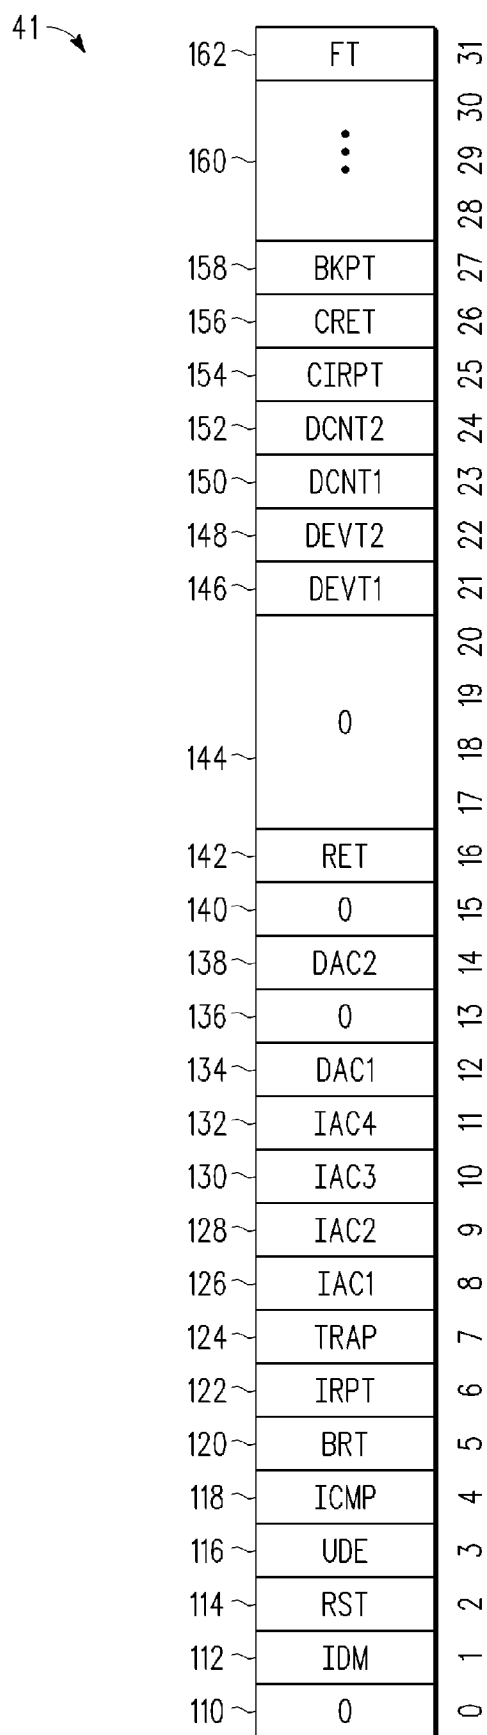 41
162 FT 31
30
160 29
28
158 BKPT 27
156 CRET 26
154 CIRPT 25
152 DCNT2 24
150 DCNT1 23
148 DEVT2 22
146 DEVT1 21
20
19
0
144 18
17
142 RET 16
140 0 15
138 DAC2 14
136 0 13
134 DAC1 12
132 IAC4 11
130 IAC3 10
128 IAC2 9
126 IAC1 8
124 TRAP 7
122 IRPT 6
120 BRT 5
118 ICMP 4
116 UDE 3
114 RST 2
112 IDM 1
110 0 0